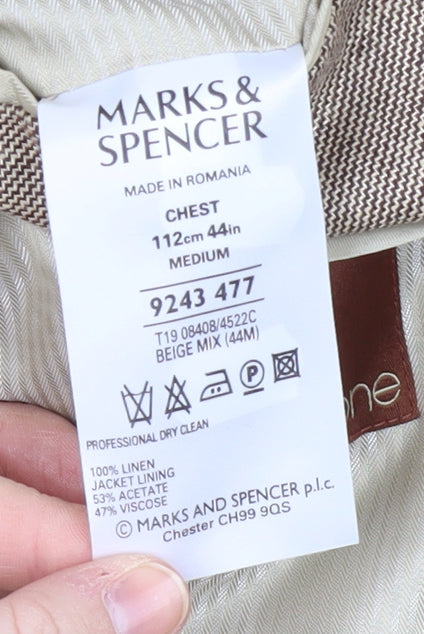 MARKS &
SPENCER
MADE IN ROMANIA
CHEST
112cm 44in
MEDIUM
9243 477
T19 08408/4522C
BEIGE MIX (44M)
P
PROFESSIONAL DRY CLEAN
100% LINEN
JACKET LINING
53% ACETATE
47% VISCOSE
© MARKS AND SPENCER p.l.c.
Chester CH99 9QS
one